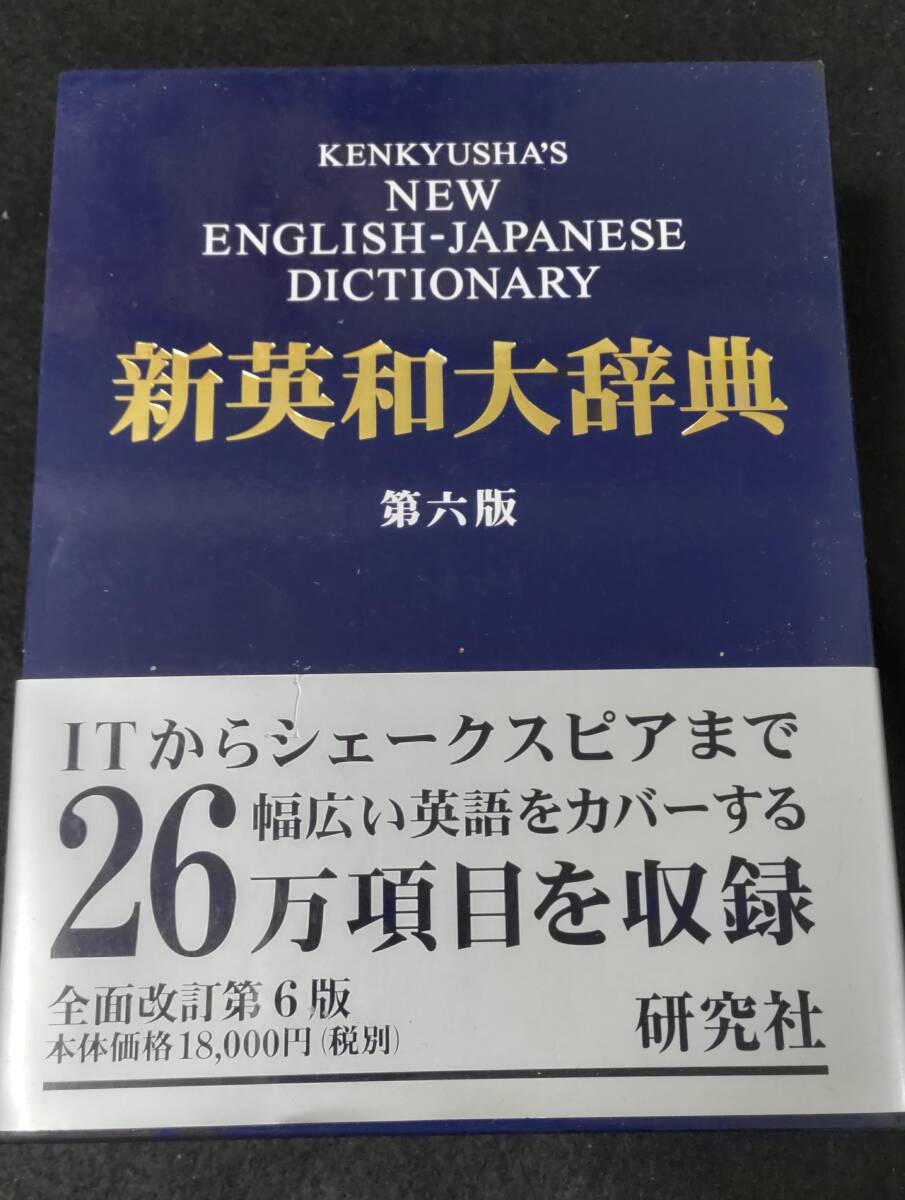 KENKYUSHA'S
NEW
ENGLISH-JAPANESE
DICTIONARY
新英和大辞典
第六版
ITからシェークスピアまで
幅広い英語をカバーする
26万項目を収録
全面改訂第6版
本体価格18,000円(税別)
研究社